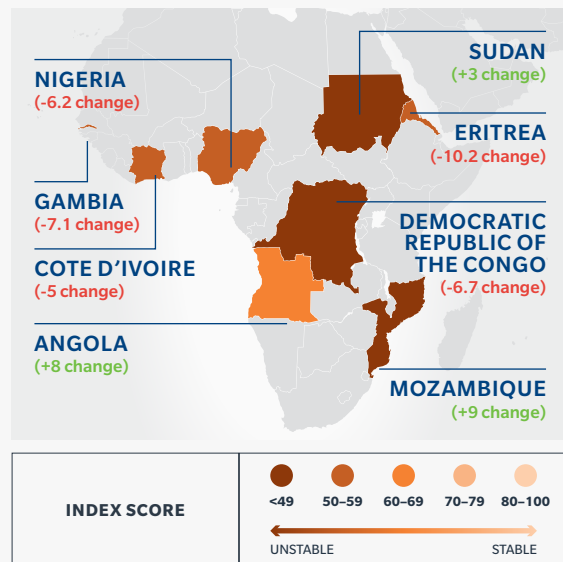 NIGERIA
(-6.2 change)
GAMBIA
(-7.1 change)
COTE D'IVOIRE
(-5 change)
ANGOLA
(+8 change)
SUDAN
(+3 change)
ERITREA
(-10.2 change)
DEMOCRATIC
REPUBLIC OF
THE CONGO
(-6.7 change)
MOZAMBIQUE
(+9 change)
INDEX SCORE
<49 50–59 60–69 70–79 80–100
UNSTABLE STABLE